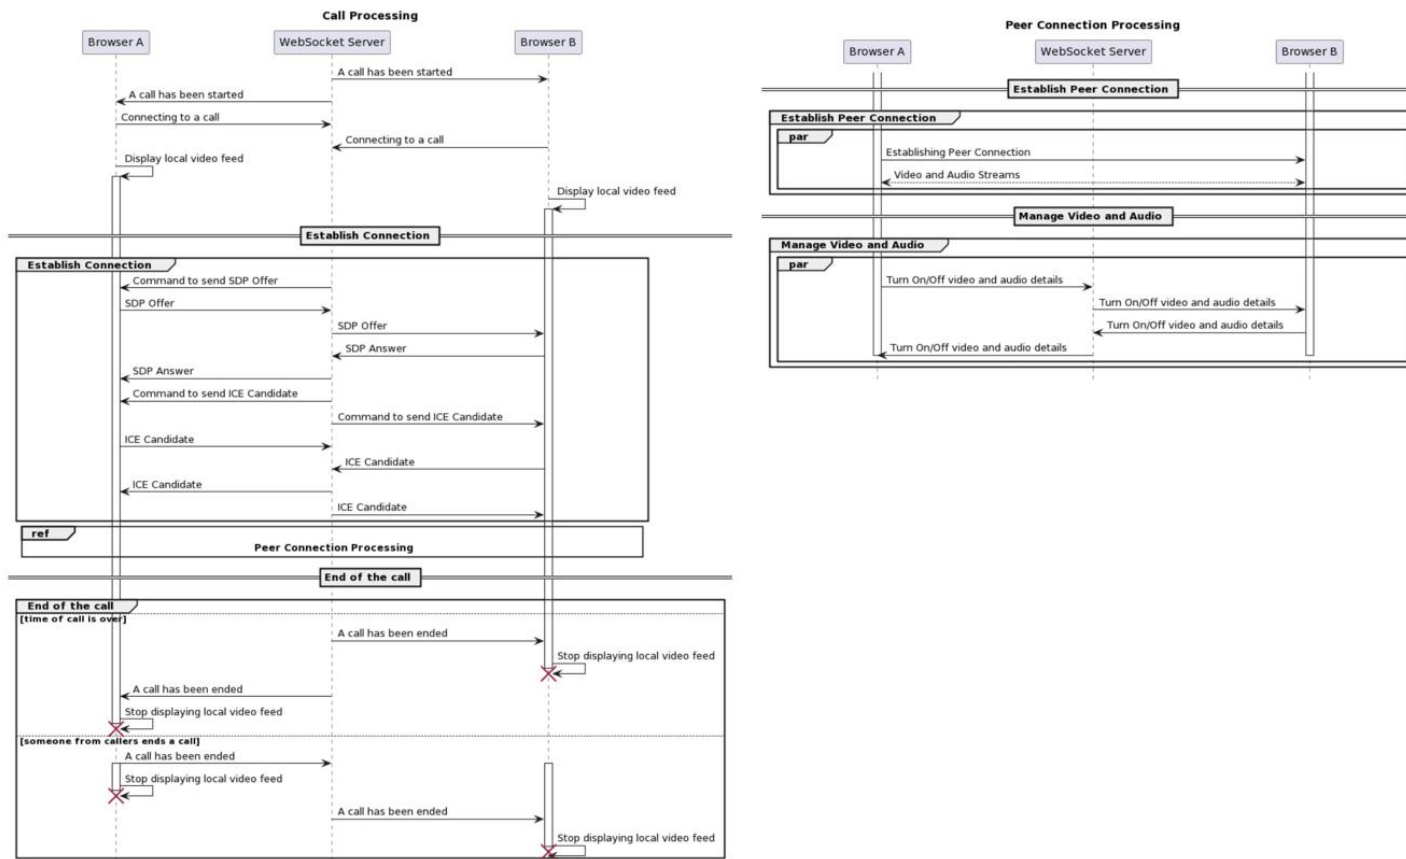 Call Processing
Browser A
WebSocket Server
Browser B
A call has been started
A call has been started
Connecting to a call
Connecting to a call
Display local video feed
Display local video feed
Establish Connection
Establish Connection
Command to send SDP Offer
SDP Offer
SDP Offer
SDP Answer
SDP Answer
Command to send ICE Candidate
Command to send ICE Candidate
ICE Candidate
ICE Candidate
ICE Candidate
ICE Candidate
ref
Peer Connection Processing
End of the call
End of the call
[time of call is over]
A call has been ended
Stop displaying local video feed
A call has been ended
Stop displaying local video feed
[someone from callers ends a call]
A call has been ended
Stop displaying local video feed
A call has been ended
Stop displaying local video feed
Peer Connection Processing
Browser A
WebSocket Server
Browser B
Establish Peer Connection
Establish Peer Connection
par
Establishing Peer Connection
Video and Audio Streams
Manage Video and Audio
Manage Video and Audio
par
Turn On/Off video and audio details
Turn On/Off video and audio details
Turn On/Off video and audio details
Turn On/Off video and audio details